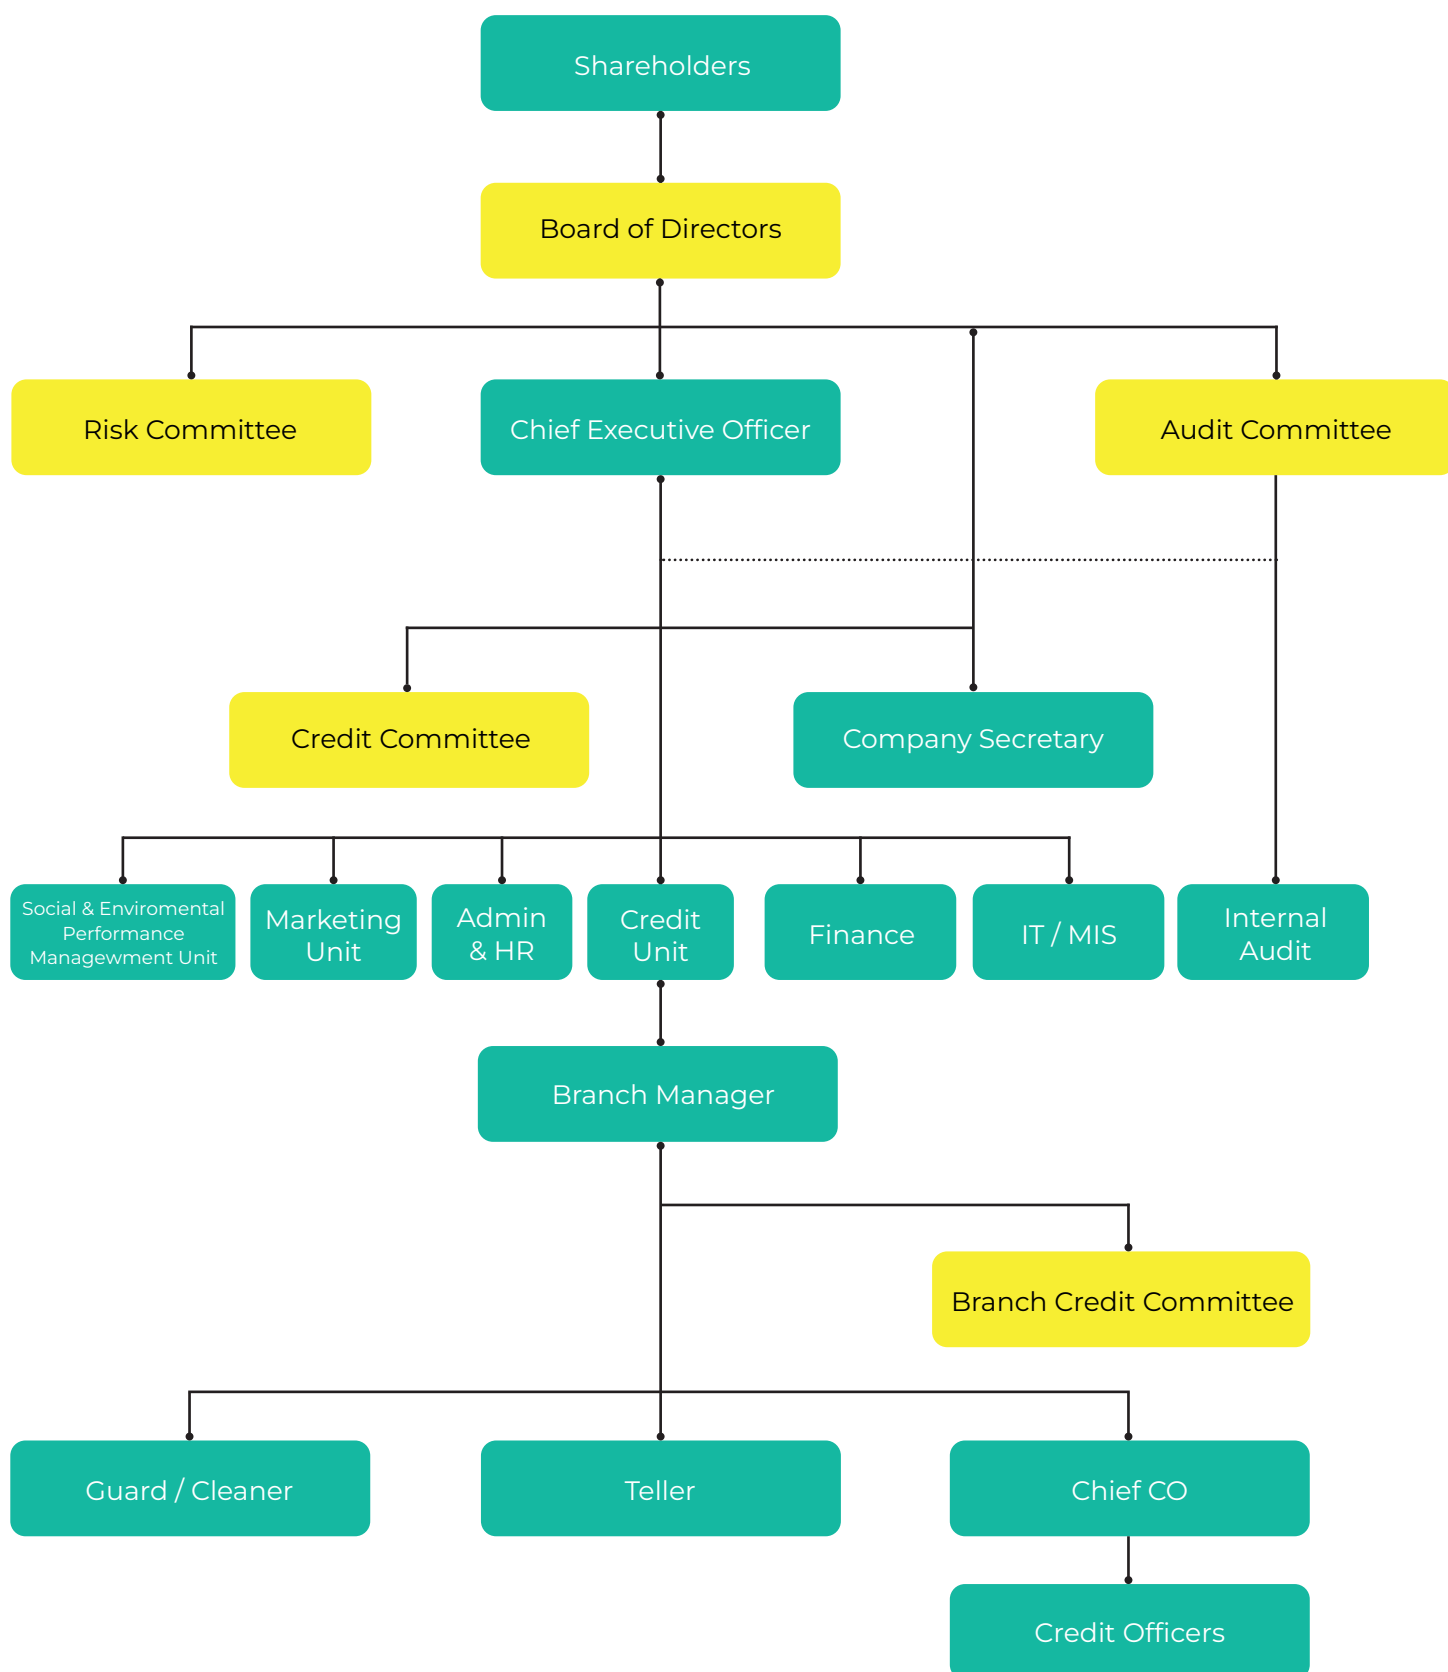 Shareholders
Board of Directors
Risk Committee
Chief Executive Officer
Audit Committee
Credit Committee
Company Secretary
Social & Enviromental
Performance
Managewment Unit
Marketing
Unit
Admin
& HR
Credit
Unit
Finance
IT / MIS
Internal
Audit
Branch Manager
Branch Credit Committee
Guard / Cleaner
Teller
Chief CO
Credit Officers